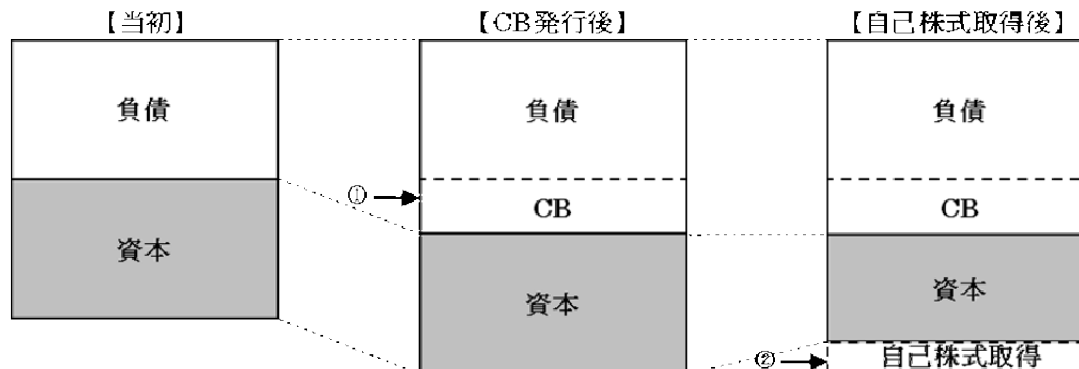 【当初】 【CB発行後】 【自己株式取得後】
負債 負債 負債
① CB CB
資本 資本 資本
② 自己株式取得